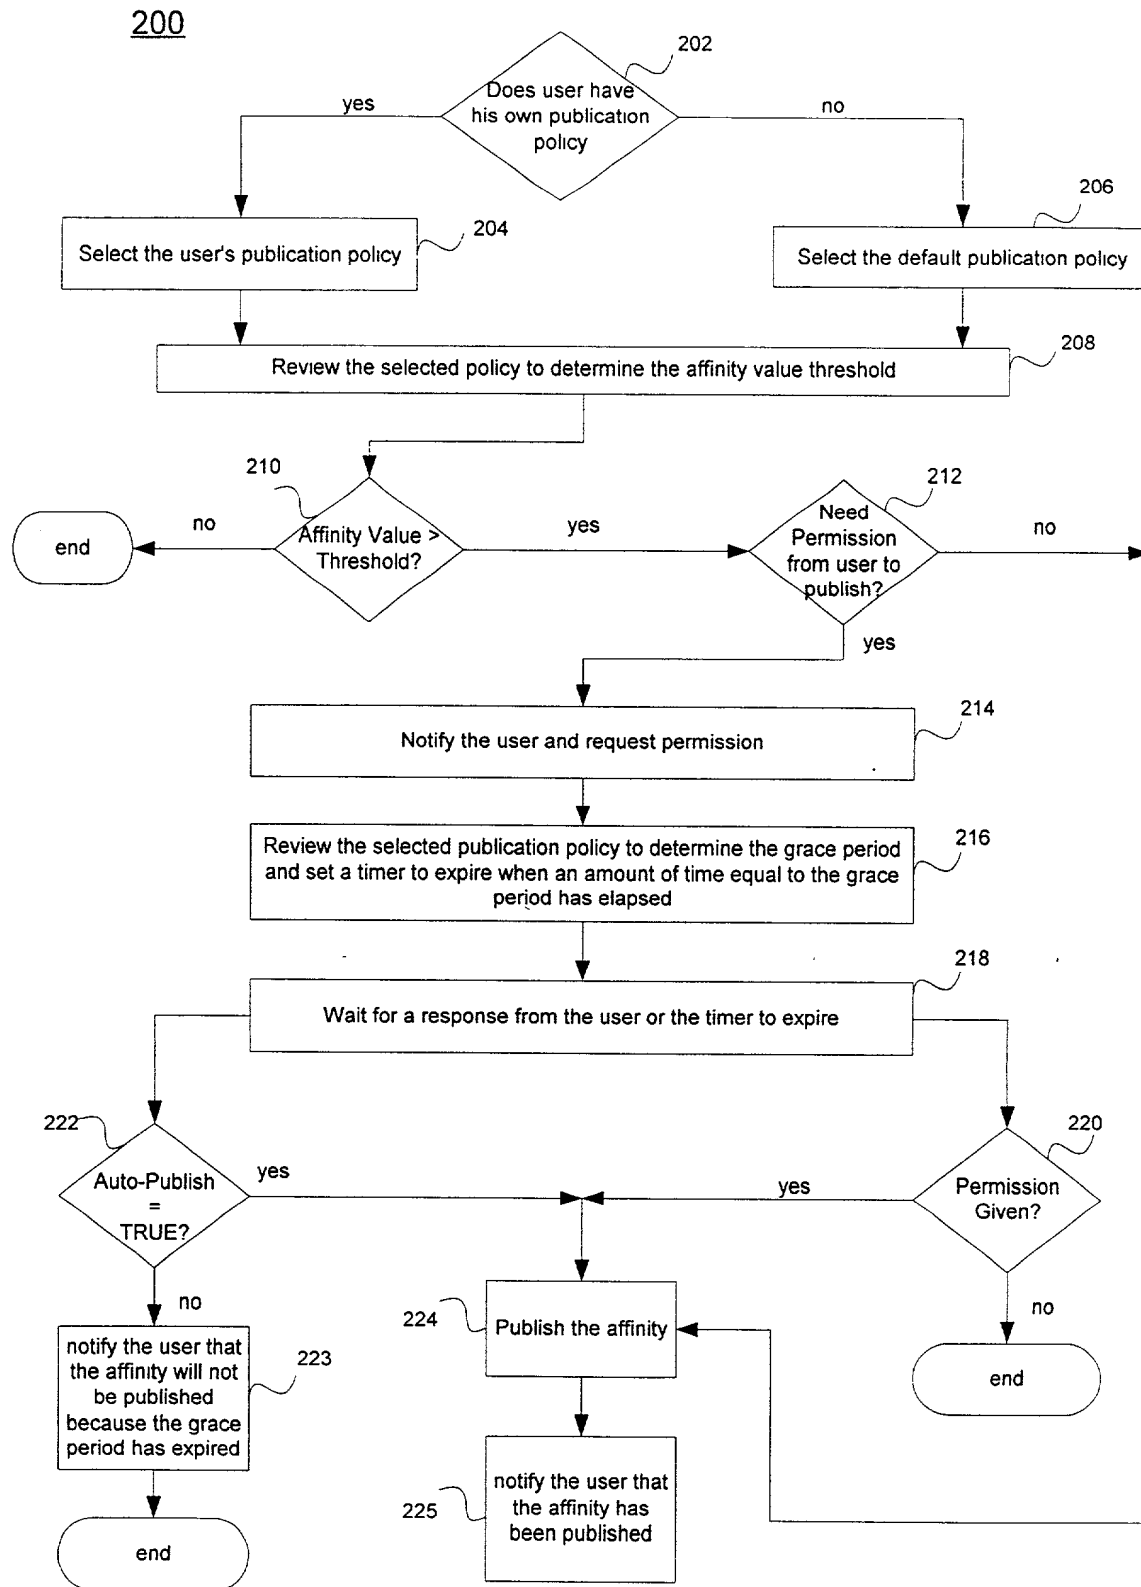 200
202
Does user have
his own publication
policy
yes
no
204
206
Select the user's publication policy
Select the default publication policy
208
Review the selected policy to determine the affinity value threshold
210
212
end
no
Affinity Value >
Threshold?
yes
Need
Permission
from user to
publish?
no
yes
214
Notify the user and request permission
216
Review the selected publication policy to determine the grace period
and set a timer to expire when an amount of time equal to the grace
period has elapsed
218
Wait for a response from the user or the timer to expire
222
220
Auto-Publish
=
TRUE?
yes
yes
Permission
Given?
no
no
224
Publish the affinity
223
notify the user that
the affinity will not
be published
because the grace
period has expired
end
225
notify the user that
the affinity has
been published
end